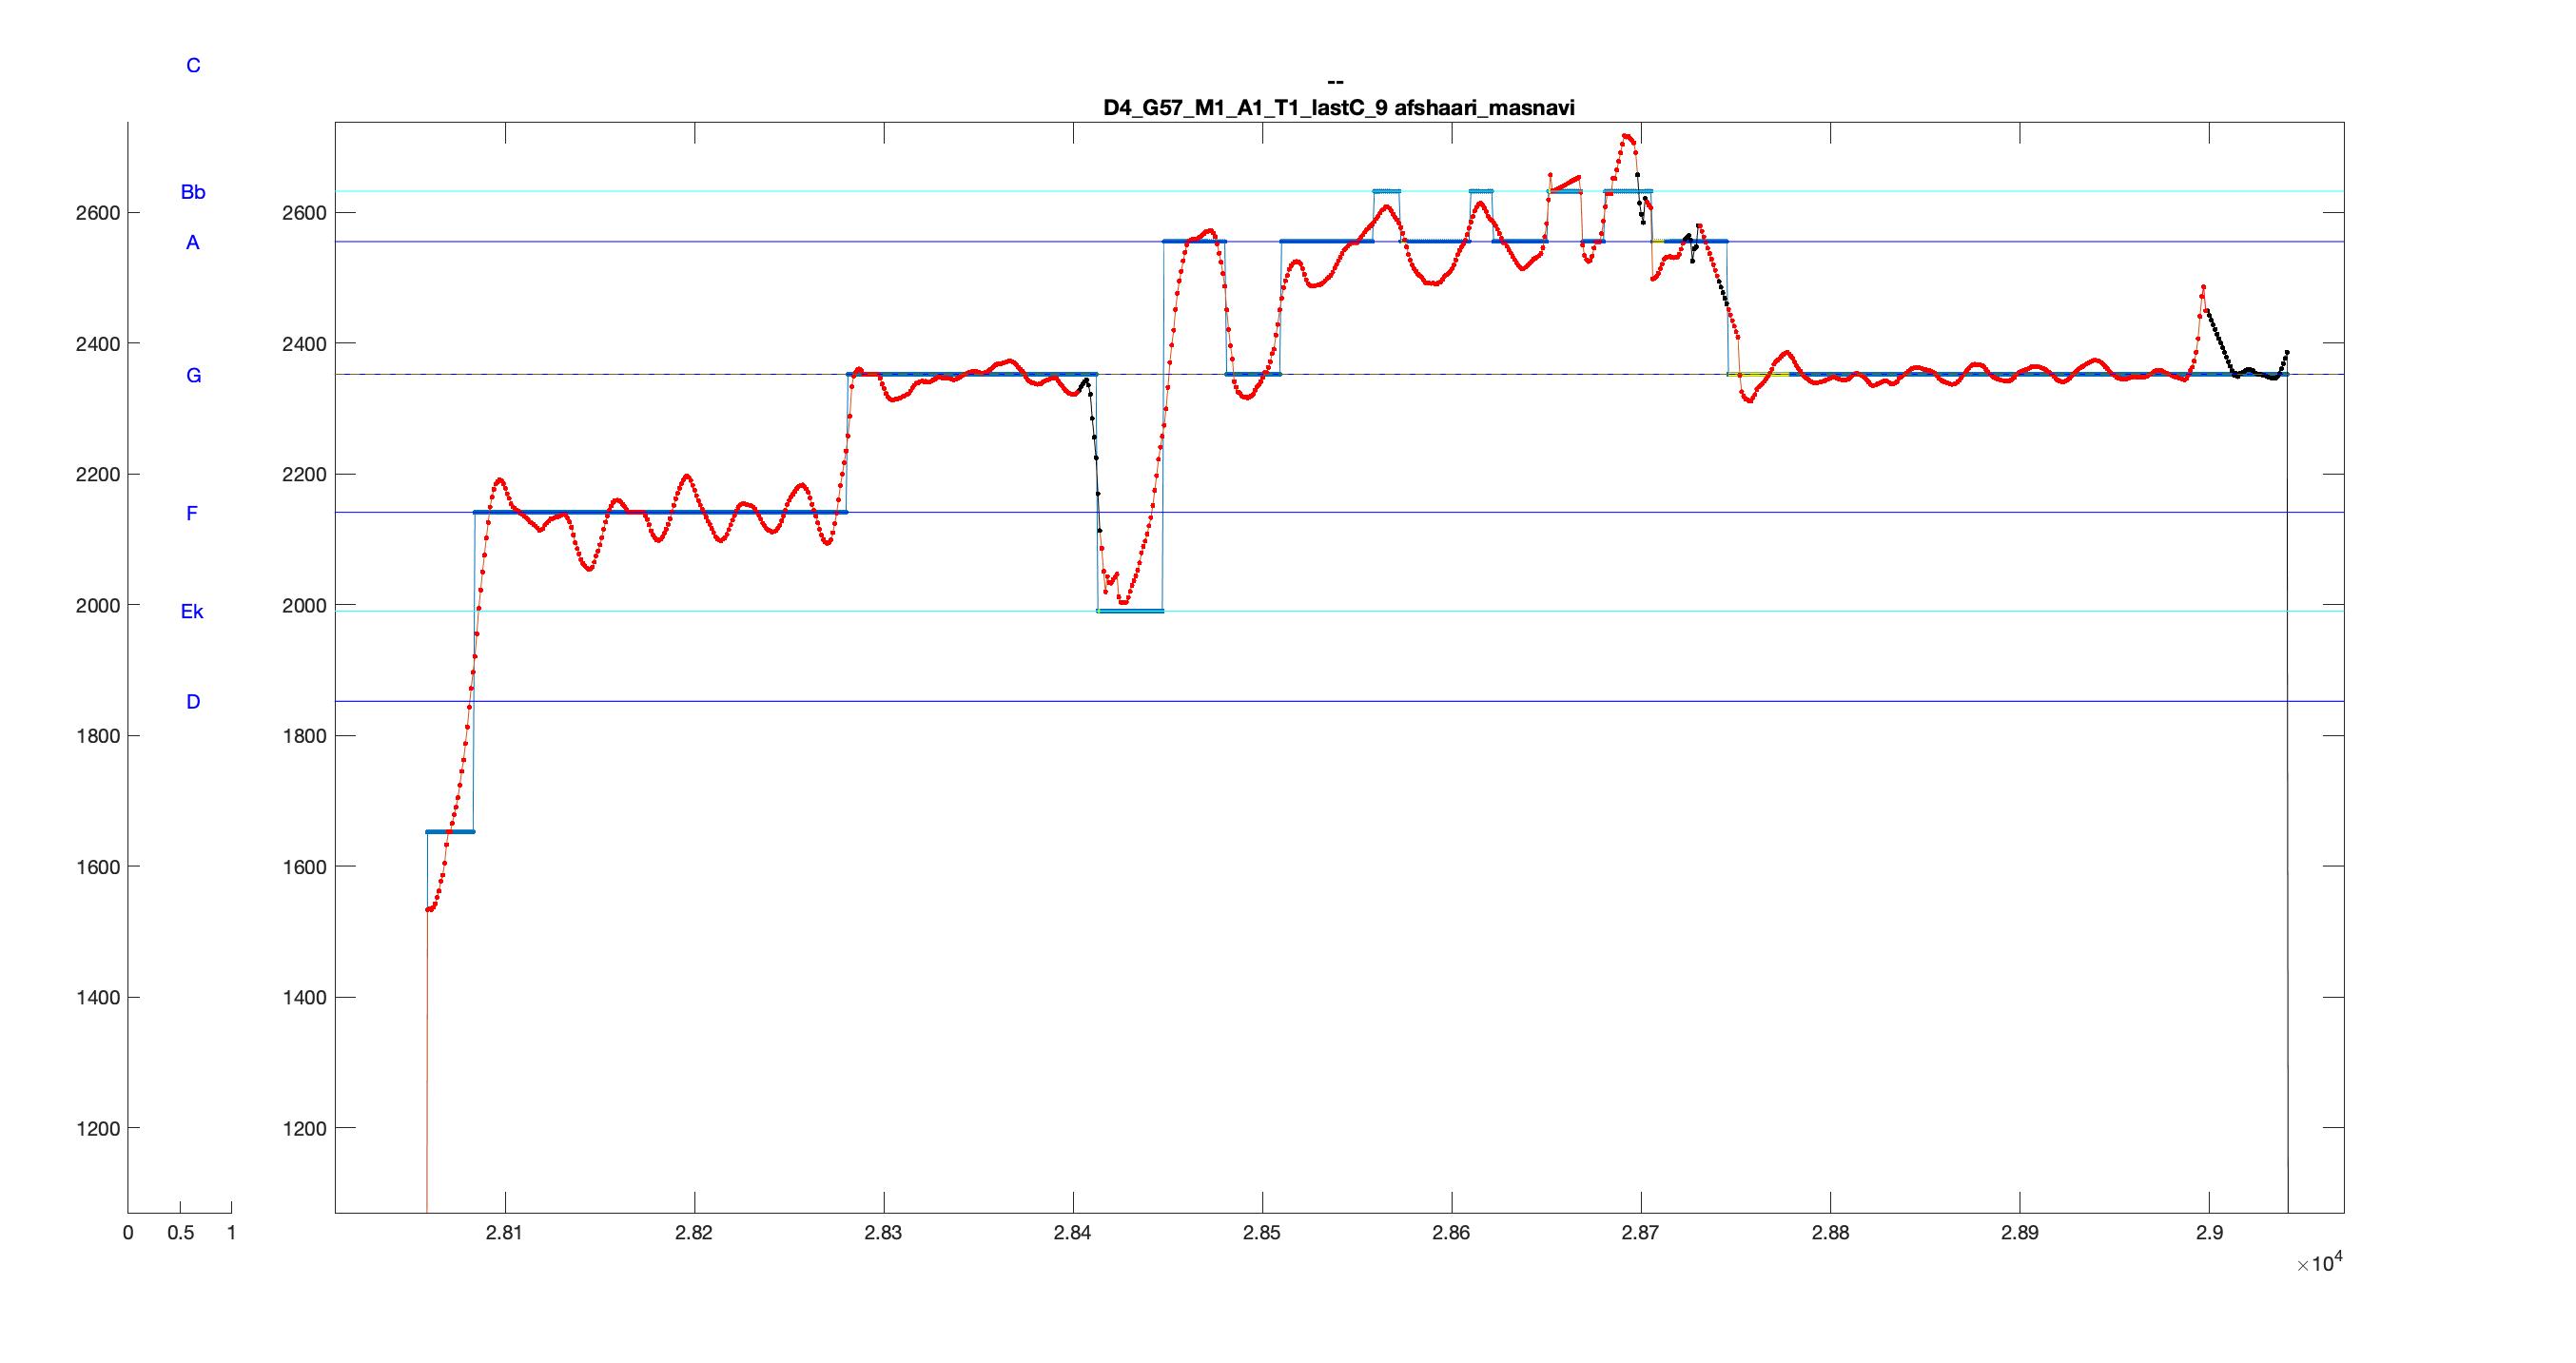 C
--
D4_G57_M1_A1_T1_lastC_9 afshaari_masnavi
Bb
2600 2600
A
2400 2400
G
2200 2200
F
2000 2000
Ek
D
1800 1800
1600 1600
1400 1400
1200 1200
0 0.5 1 2.81 2.82 2.83 2.84 2.85 2.86 2.87 2.88 2.89 2.9
×10⁴